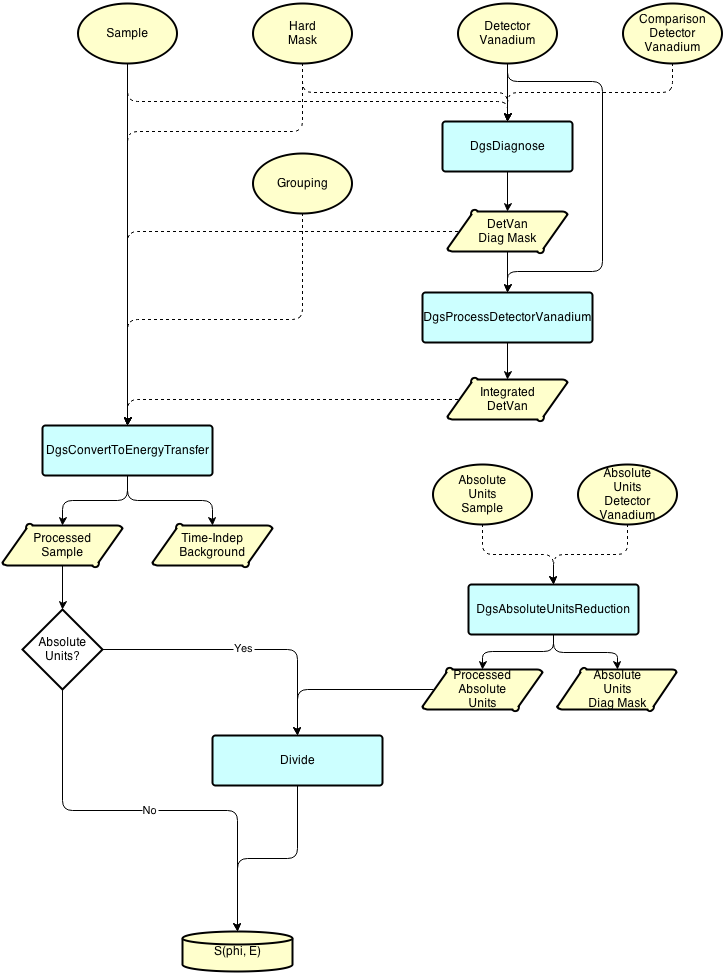 Sample
Hard
Mask
Detector
Vanadium
Comparison
Detector
Vanadium
DgsDiagnose
Grouping
DetVan
Diag Mask
DgsProcessDetectorVanadium
Integrated
DetVan
DgsConvertToEnergyTransfer
Absolute
Units
Sample
Absolute
Units
Detector
Vanadium
Processed
Sample
Time-Indep
Background
DgsAbsoluteUnitsReduction
Absolute
Units?
Yes
Processed
Absolute
Units
Absolute
Units
Diag Mask
Divide
No
S(phi, E)